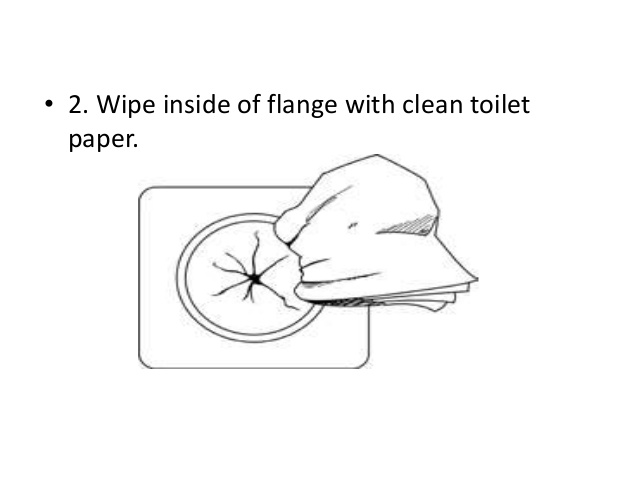 • 2. Wipe inside of flange with clean toilet
paper.